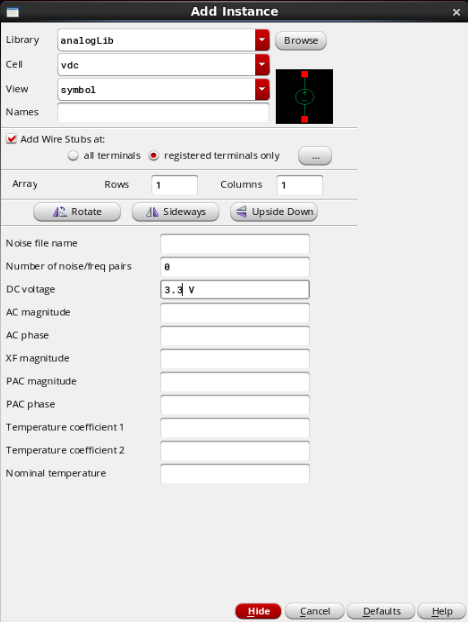 Add Instance
Library analogLib Browse
Cell vdc
View symbol
Names
Add Wire Stubs at:
all terminals registered terminals only ...
Array Rows 1 Columns 1
Rotate Sideways Upside Down
Noise file name
Number of noise/freq pairs 0
DC voltage 3.3 V
AC magnitude
AC phase
XF magnitude
PAC magnitude
PAC phase
Temperature coefficient 1
Temperature coefficient 2
Nominal temperature
Hide Cancel Defaults Help